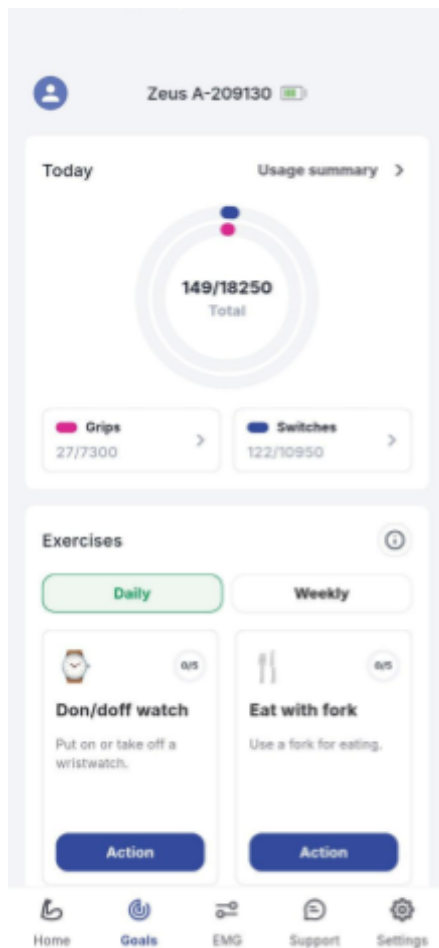 Zeus A-209130
Today
Usage summary
149/18250
Total
Grips
27/7300
Switches
122/10950
Exercises
Daily
Weekly
0/5
0/5
Don/doff watch
Put on or take off a
wristwatch.
Eat with fork
Use a fork for eating.
Action
Action
Home
Goals
EMG
Support
Settings